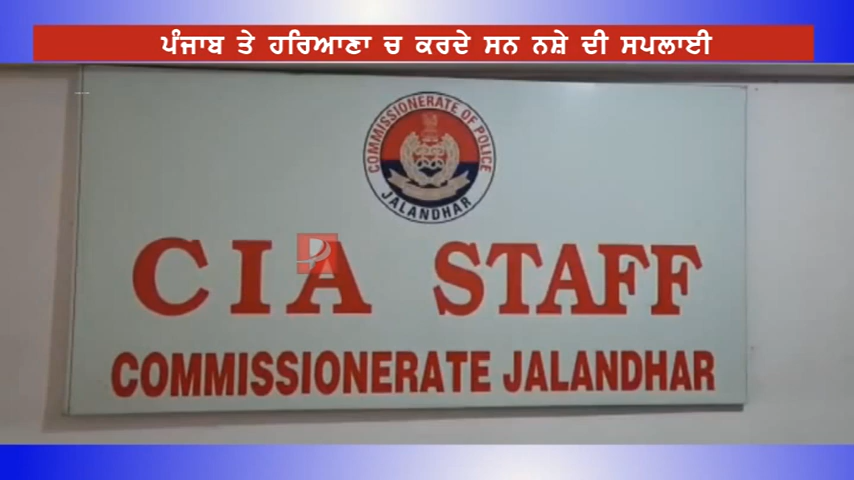 ਪੰਜਾਬ ਤੇ ਹਰਿਆਣਾ ਚ ਕਰਦੇ ਸਨ ਨਸ਼ੇ ਦੀ ਸਪਲਾਈ
COMMISSIONERATE OF POLICE
JALANDHAR
CIA STAFF
COMMISSIONERATE JALANDHAR